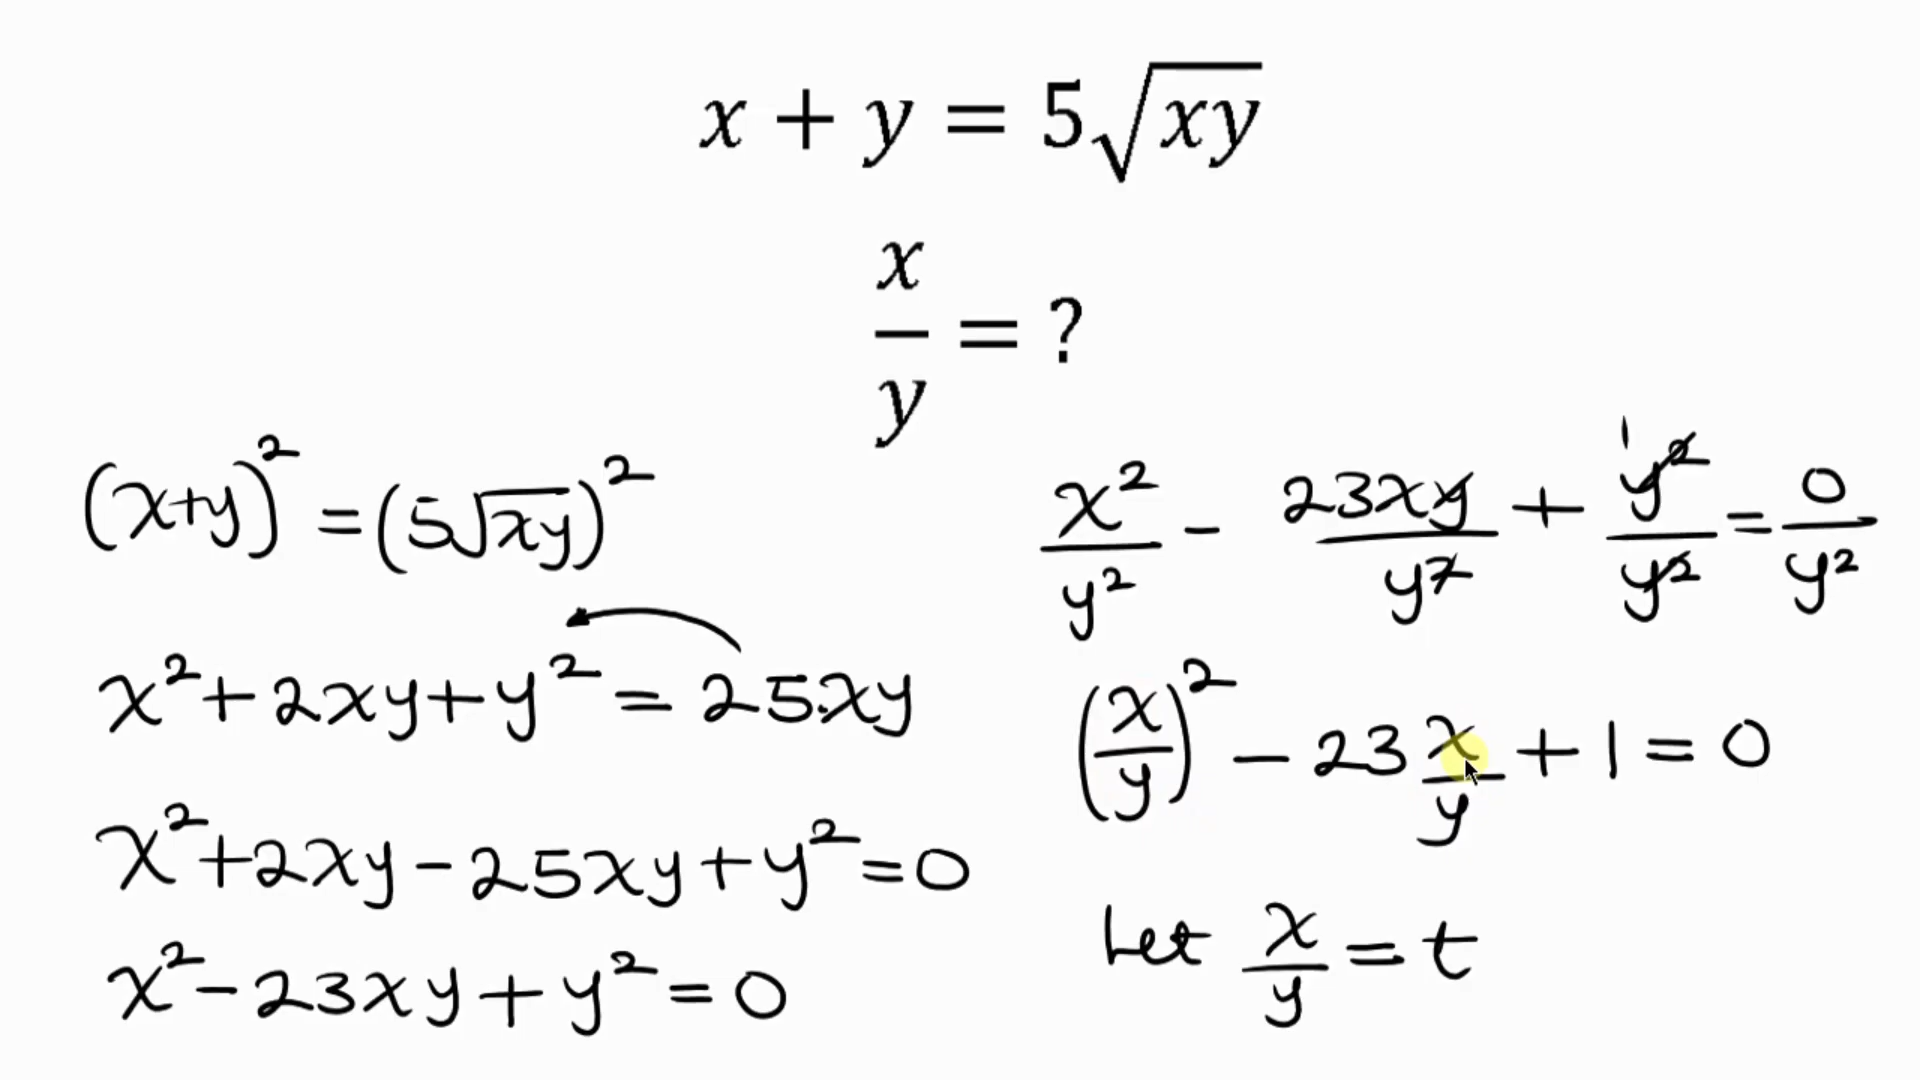 x + y = 5√xy
x/y = ?
(x+y)² = (5√xy)²
x² + 2xy + y² = 25xy
x² + 2xy - 25xy + y² = 0
x² - 23xy + y² = 0
x²/y² - 23xy/y² + y²/y² 1 = 0/y²
(x/y)² - 23 x/y + 1 = 0
Let x/y = t